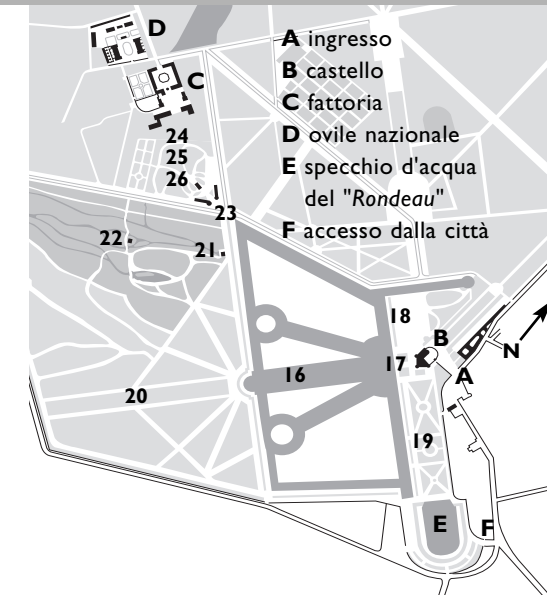 A ingresso
B castello
C fattoria
D ovile nazionale
E specchio d'acqua
del "Rondeau"
F accesso dalla città
D
C
24
25
26
23
22
21
18
B
N
17
16
A
20
19
E
F